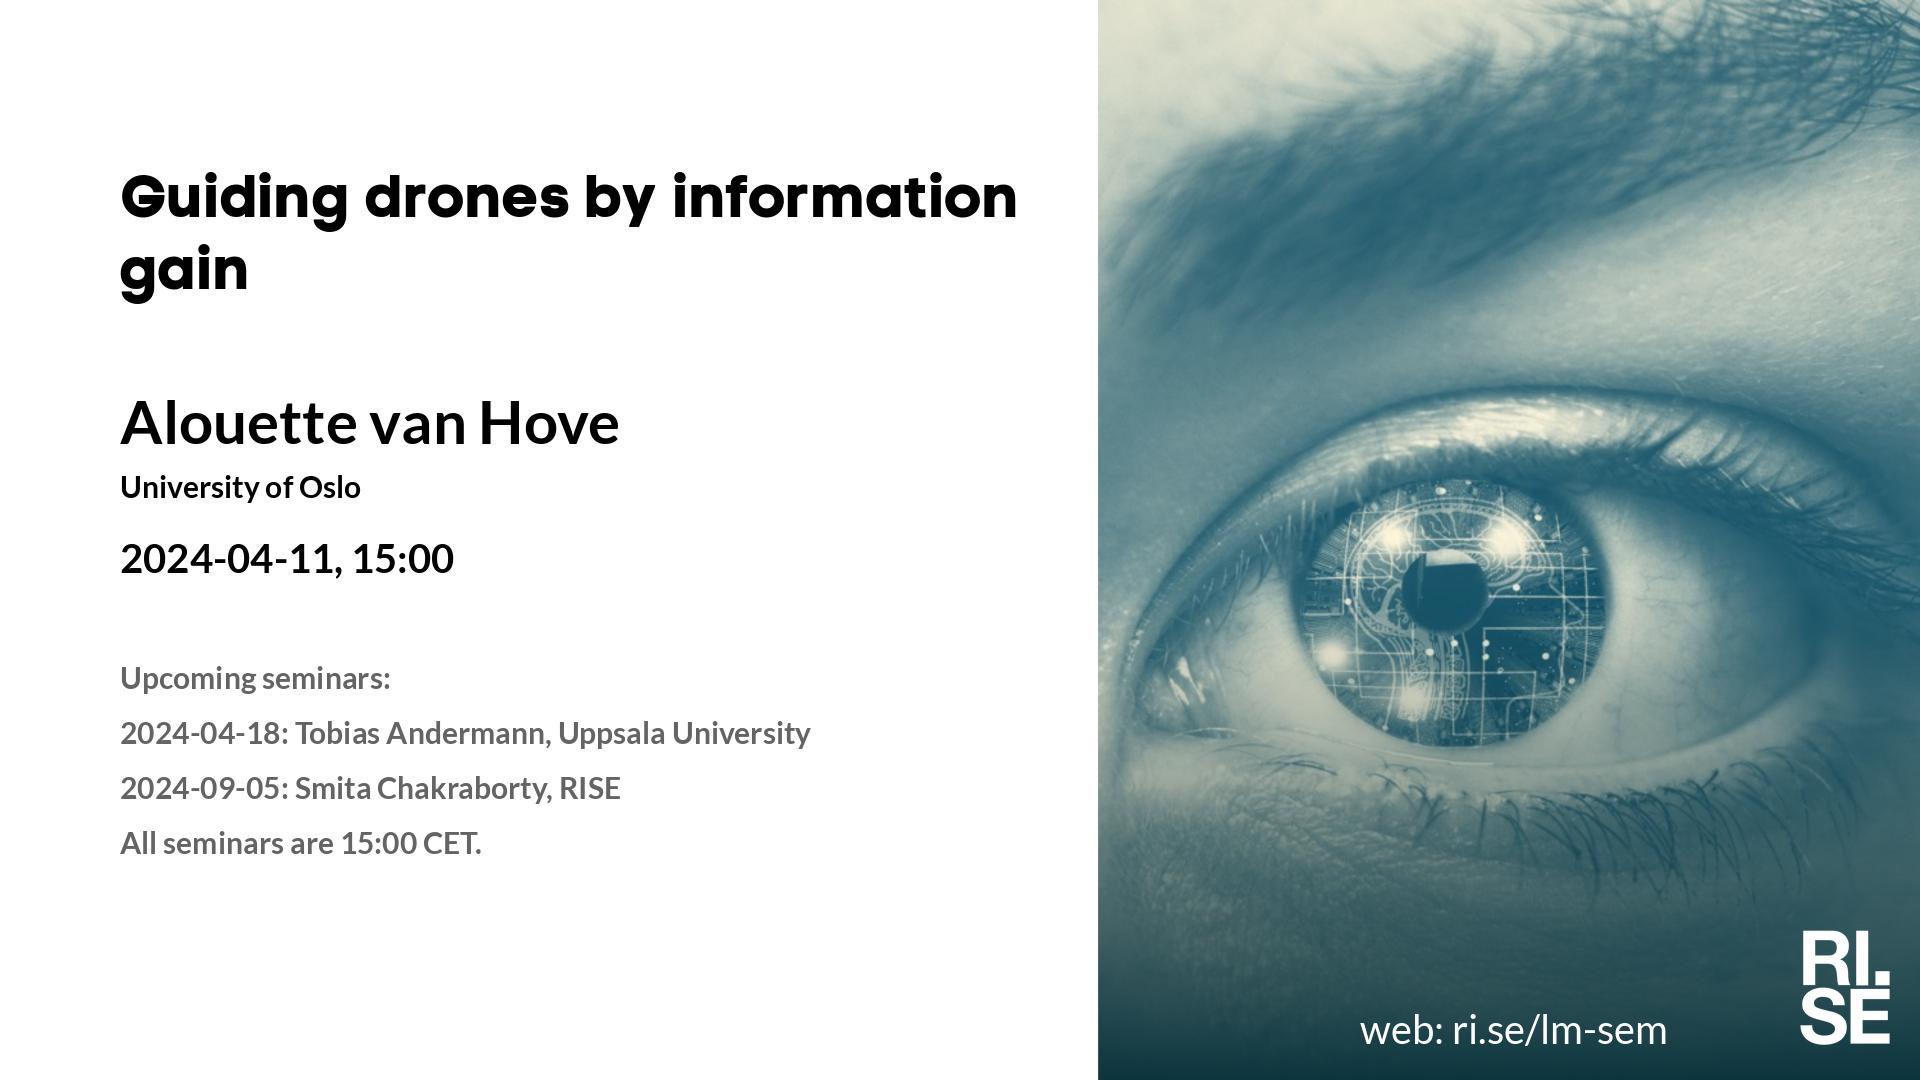 Guiding drones by information
gain
Alouette van Hove
University of Oslo
2024-04-11, 15:00
Upcoming seminars:
2024-04-18: Tobias Andermann, Uppsala University
2024-09-05: Smita Chakraborty, RISE
All seminars are 15:00 CET.
web: ri.se/lm-sem
RI.
SE